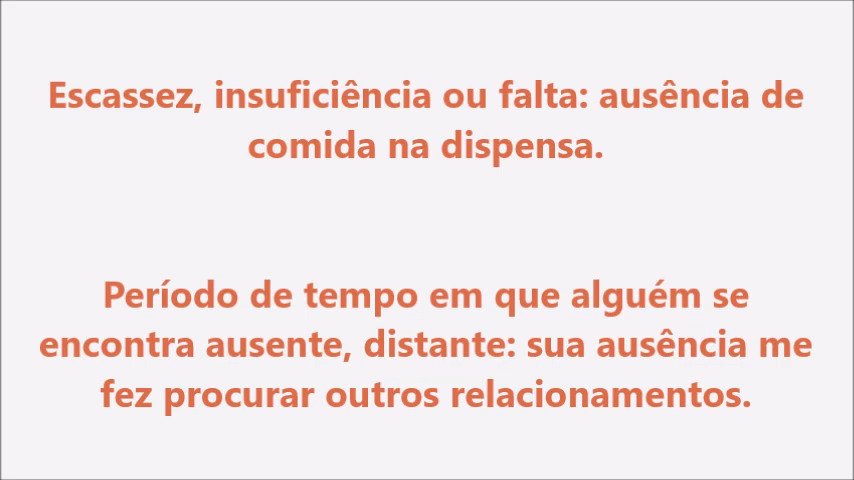 Escassez, insuficiência ou falta: ausência de
comida na dispensa.
Período de tempo em que alguém se
encontra ausente, distante: sua ausência me
fez procurar outros relacionamentos.